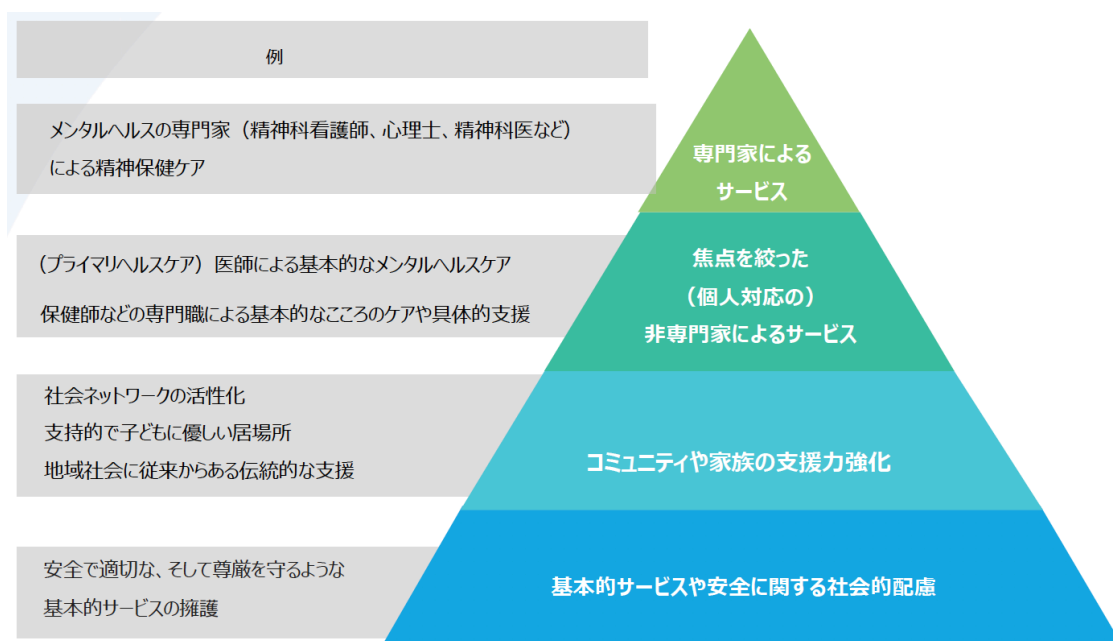 例
メンタルヘルスの専門家（精神科看護師、心理士、精神科医など）
による精神保健ケア
専門家による
サービス
（プライマリヘルスケア）医師による基本的なメンタルヘルスケア
保健師などの専門職による基本的なこころのケアや具体的支援
焦点を絞った
（個人対応の）
非専門家によるサービス
社会ネットワークの活性化
支持的で子どもに優しい居場所
地域社会に従来からある伝統的な支援
コミュニティや家族の支援力強化
安全で適切な、そして尊厳を守るような
基本的サービスの擁護
基本的サービスや安全に関する社会的配慮